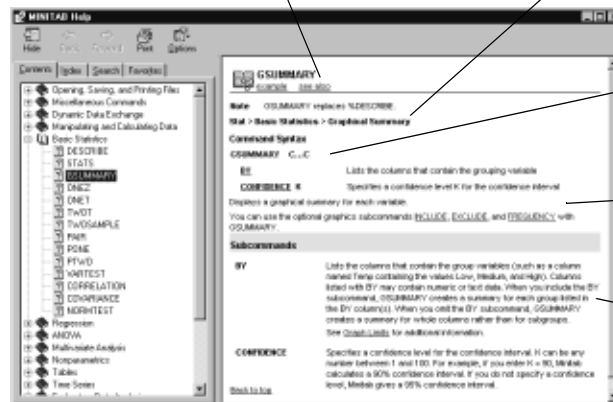 MINITAB Help
Hide Back Forward Print Options
Contents Index Search Favorites
Opening, Saving, and Printing Files
Miscellaneous Commands
Dynamic Data Exchange
Manipulating and Calculating Data
Basic Statistics
DESCRIBE
STATS
GSUMMARY
ONEZ
ONET
TWOT
TWOSAMPLE
PAIR
PONE
PTWO
VARTEST
CORRELATION
COVARIANCE
NORMTEST
Regression
ANOVA
Multivariate Analysis
Nonparametrics
Tables
Time Series
GSUMMARY
example see also
Note GSUMMARY replaces %DESCRIBE.
Stat > Basic Statistics > Graphical Summary
Command Syntax
GSUMMARY C...C
BY Lists the columns that contain the grouping variable
CONFIDENCE K Specifies a confidence level K for the confidence interval
Displays a graphical summary for each variable.
You can use the optional graphics subcommands INCLUDE, EXCLUDE, and FREQUENCY with
GSUMMARY.
Subcommands
BY Lists the columns that contain the group variables (such as a column
named Temp containing the values Low, Medium, and High). Columns
listed with BY may contain numeric or text data. When you include the BY
subcommand, GSUMMARY creates a summary for each group listed in
the BY column(s). When you omit the BY subcommand, GSUMMARY
creates a summary for whole columns rather than for subgroups.
See Graph Limits for additional information.
CONFIDENCE Specifies a confidence level for the confidence interval. K can be any
number between 1 and 100. For example, if you enter K = 90, Minitab
calculates a 90% confidence interval. If you do not specify a confidence
level, Minitab gives a 95% confidence interval.
Back to top